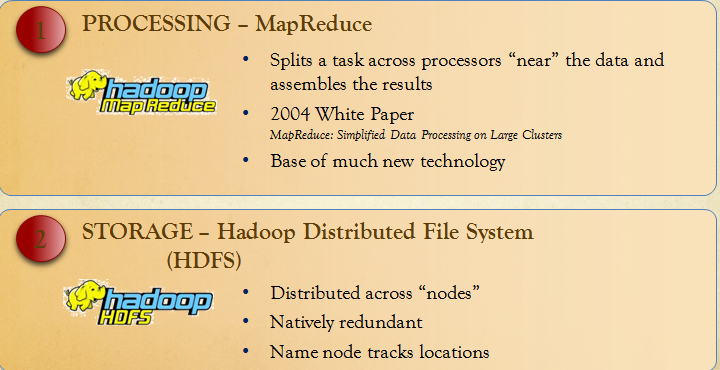 1
PROCESSING – MapReduce
hadoop
Map Reduce
• Splits a task across processors “near” the data and
assembles the results
• 2004 White Paper
MapReduce: Simplified Data Processing on Large Clusters
• Base of much new technology
2
STORAGE – Hadoop Distributed File System
(HDFS)
hadoop
HDFS
• Distributed across “nodes”
• Natively redundant
• Name node tracks locations